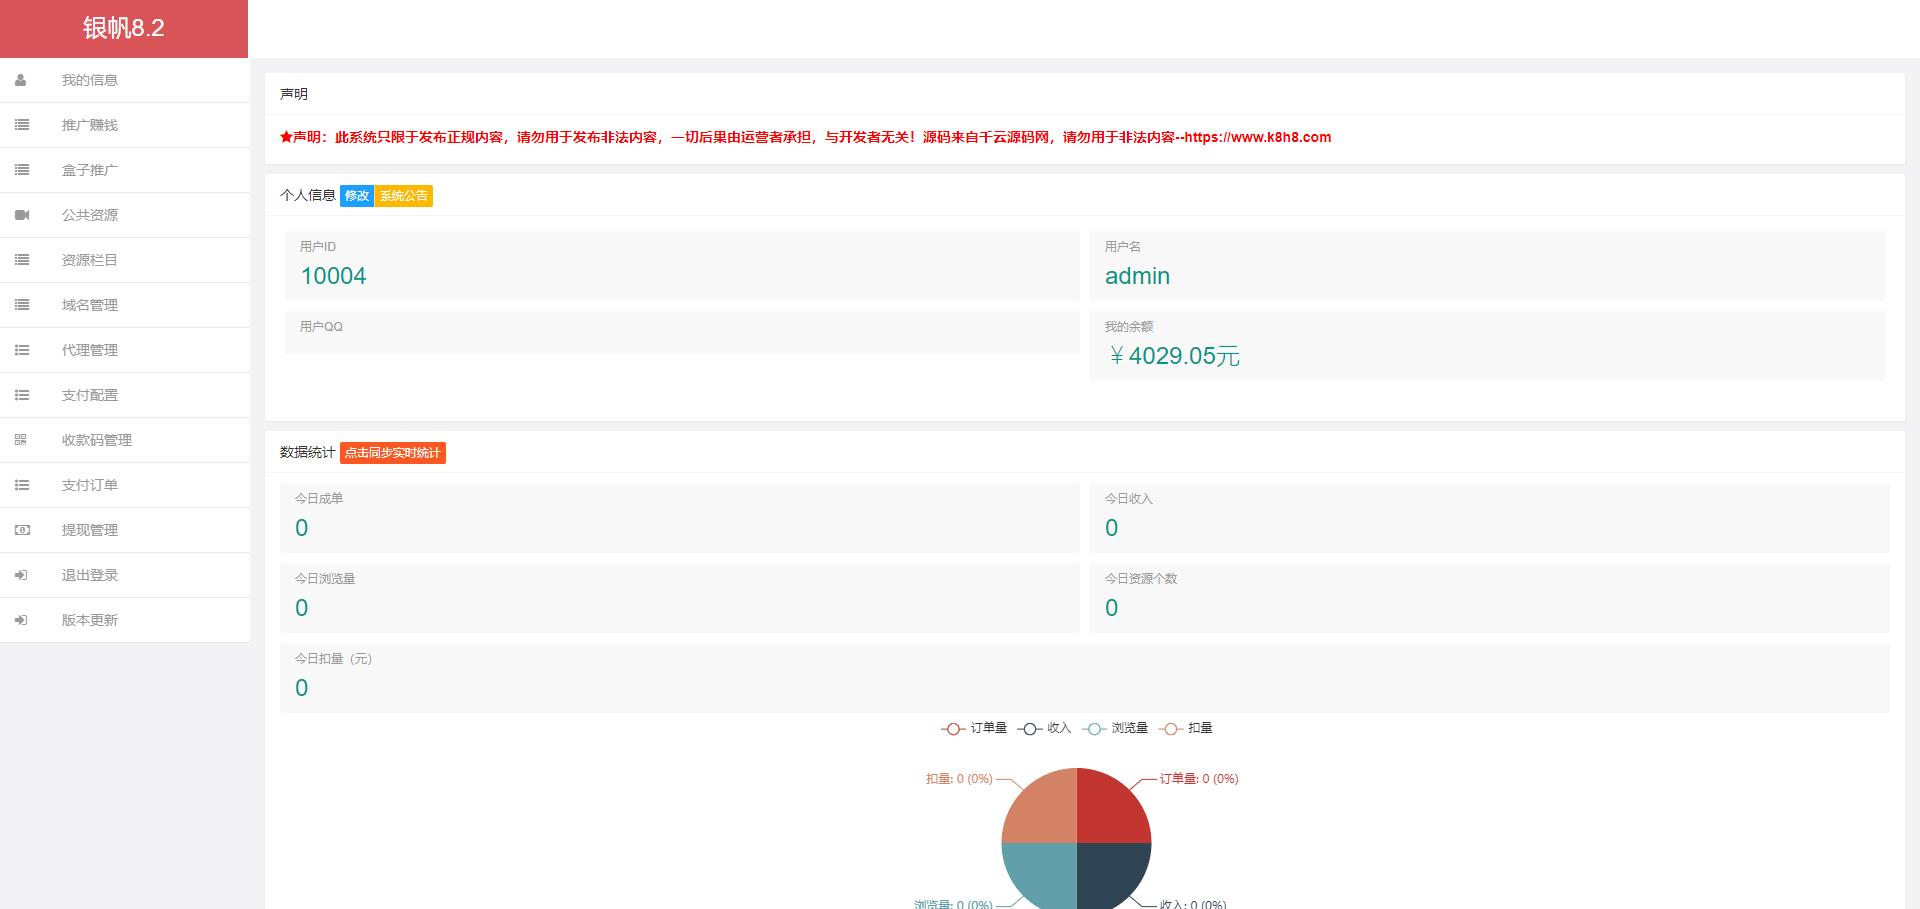 银帆8.2
我的信息
推广赚钱
盒子推广
公共资源
资源栏目
域名管理
代理管理
支付配置
收款码管理
支付订单
提现管理
退出登录
版本更新
声明
★声明：此系统只限于发布正规内容，请勿用于发布非法内容，一切后果由运营者承担，与开发者无关！源码来自千云源码网，请勿用于非法内容--https://www.k8h8.com
个人信息 修改 系统公告
用户ID
10004
用户名
admin
用户QQ
我的余额
￥4029.05元
数据统计 点击同步实时统计
今日成单
0
今日收入
0
今日浏览量
0
今日资源个数
0
今日扣量（元）
0
订单量 收入 浏览量 扣量
扣量: 0 (0%)
订单量: 0 (0%)
浏览量: 0 (0%)
收入: 0 (0%)